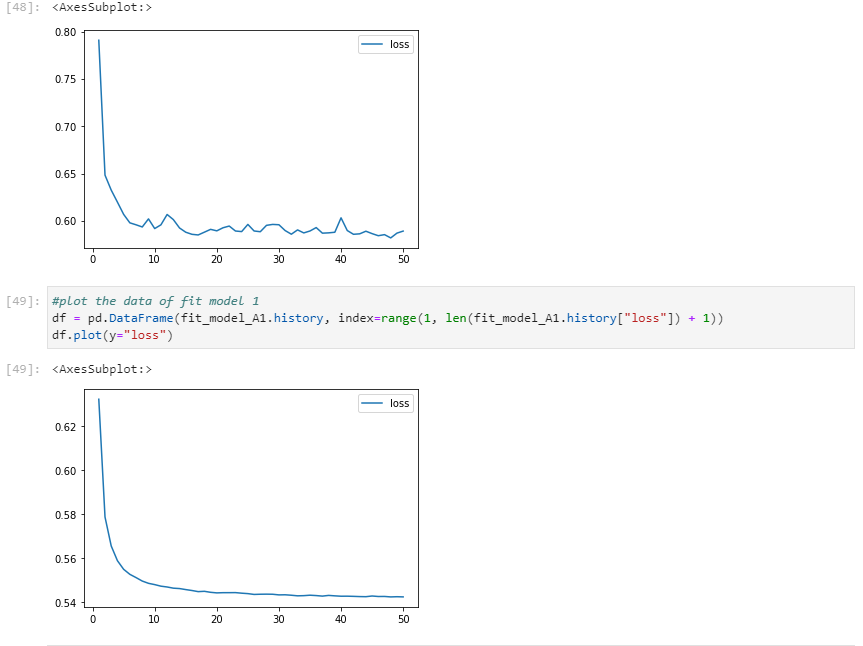 [48]: <AxesSubplot:>
loss
0.80
0.75
0.70
0.65
0.60
0 10 20 30 40 50
[49]: #plot the data of fit model 1
df = pd.DataFrame(fit_model_A1.history, index=range(1, len(fit_model_A1.history["loss"]) + 1))
df.plot(y="loss")
[49]: <AxesSubplot:>
loss
0.62
0.60
0.58
0.56
0.54
0 10 20 30 40 50